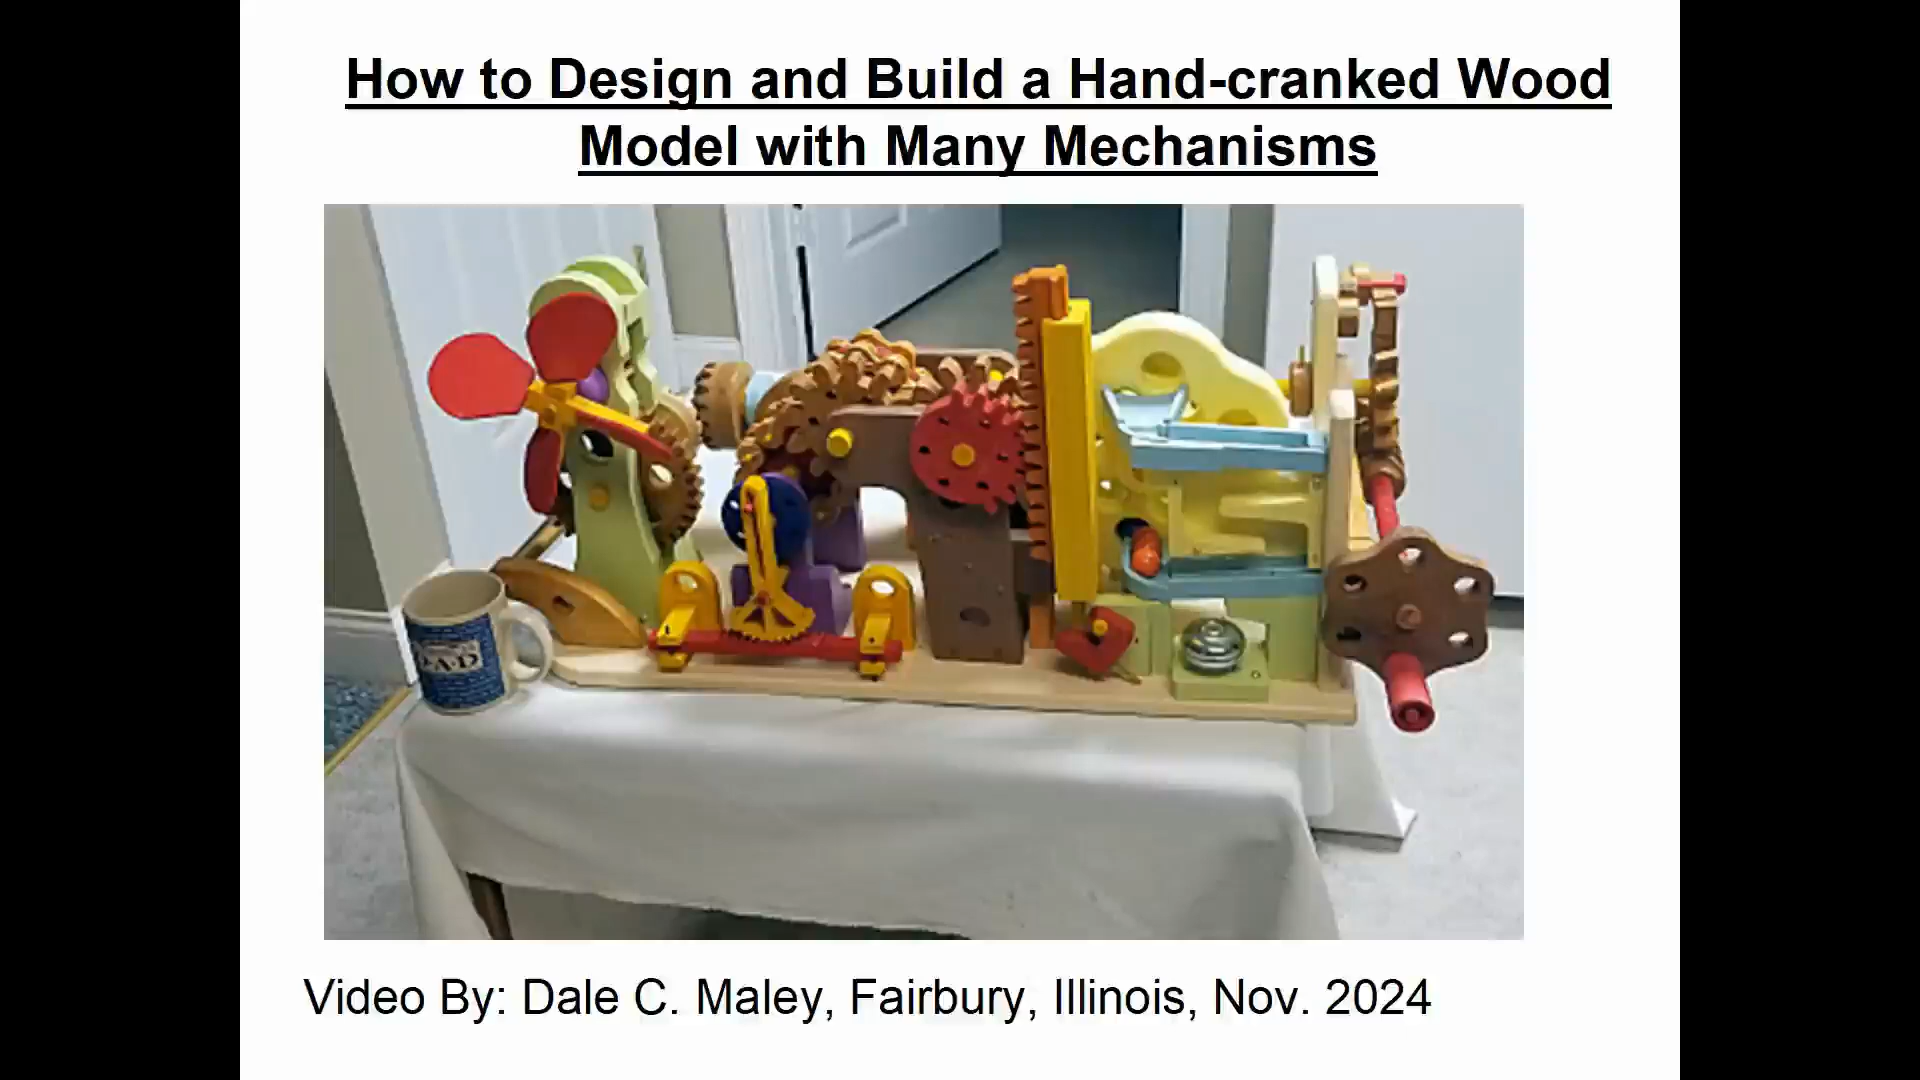 How to Design and Build a Hand-cranked Wood
Model with Many Mechanisms
D·A·D
Video By: Dale C. Maley, Fairbury, Illinois, Nov. 2024